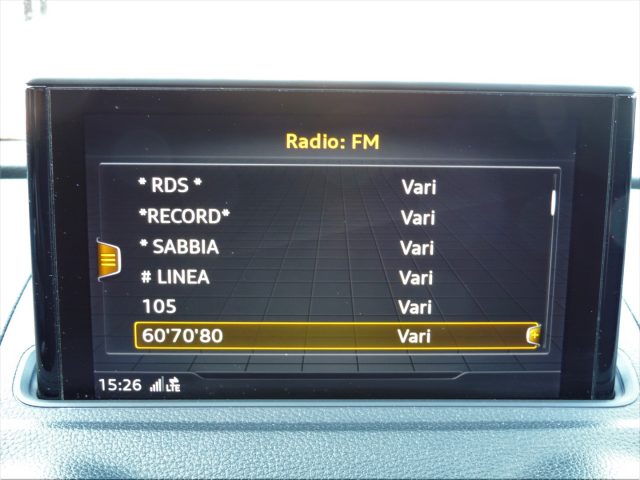 Radio: FM
* RDS * Vari
*RECORD* Vari
* SABBIA Vari
# LINEA Vari
105 Vari
60'70'80 Vari
15:26 LTE